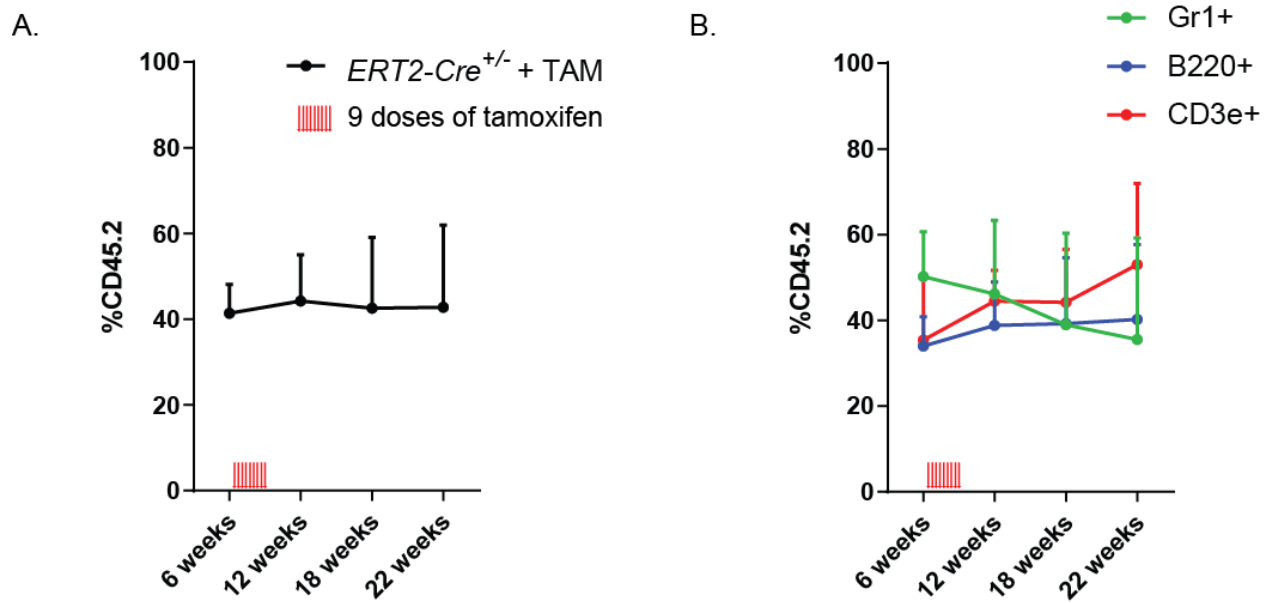 A.
ERT2-Cre+/- + TAM
9 doses of tamoxifen
%CD45.2
100
80
60
40
20
0
6 weeks
12 weeks
18 weeks
22 weeks
B.
Gr1+
B220+
CD3e+
%CD45.2
100
80
60
40
20
0
6 weeks
12 weeks
18 weeks
22 weeks